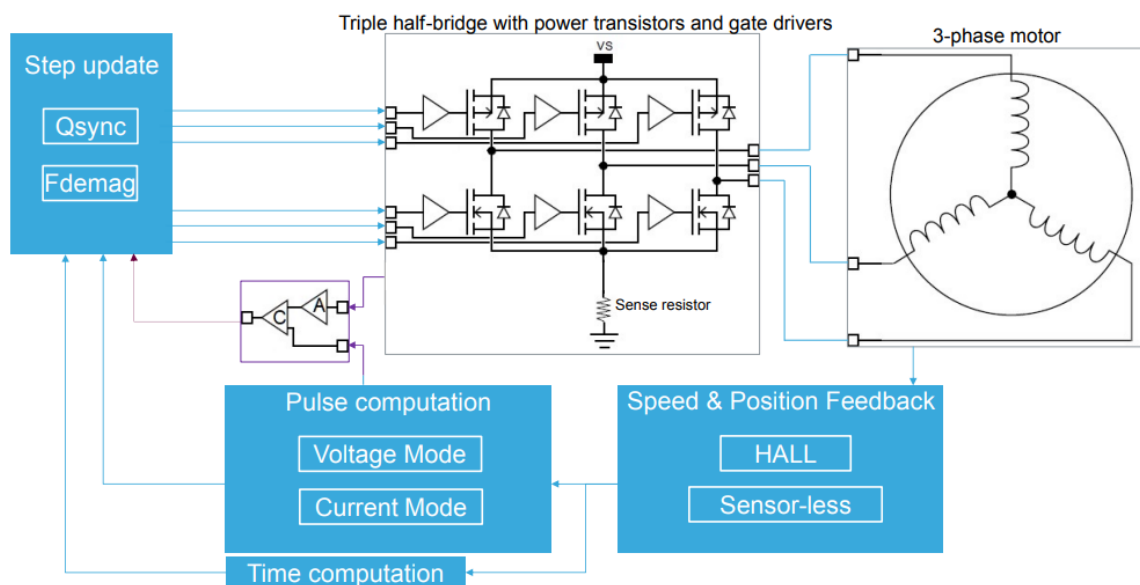 Triple half-bridge with power transistors and gate drivers
3-phase motor
Step update
Qsync
Fdemag
VS
Sense resistor
A
C
Pulse computation
Voltage Mode
Current Mode
Speed & Position Feedback
HALL
Sensor-less
Time computation